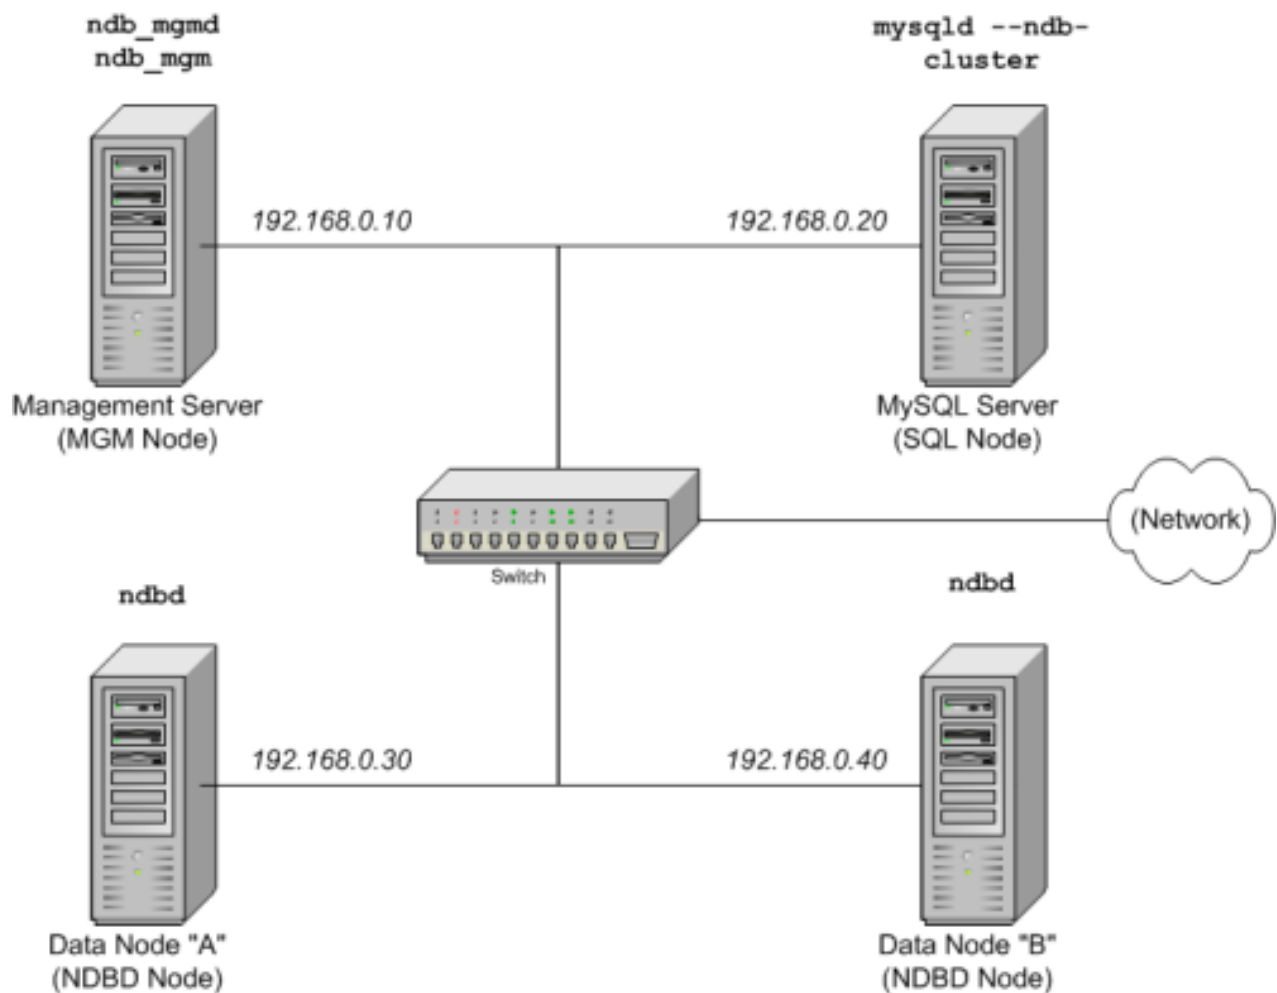 ndb_mgmd
ndb_mgm
mysqld --ndb-
cluster
192.168.0.10
192.168.0.20
Management Server
(MGM Node)
MySQL Server
(SQL Node)
(Network)
Switch
ndbd
ndbd
192.168.0.30
192.168.0.40
Data Node "A"
(NDBD Node)
Data Node "B"
(NDBD Node)